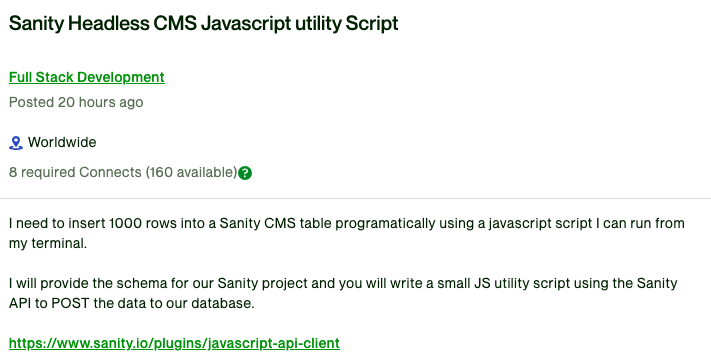 Sanity Headless CMS Javascript utility Script
Full Stack Development
Posted 20 hours ago
Worldwide
8 required Connects (160 available)?
I need to insert 1000 rows into a Sanity CMS table programatically using a javascript script I can run from
my terminal.
I will provide the schema for our Sanity project and you will write a small JS utility script using the Sanity
API to POST the data to our database.
https://www.sanity.io/plugins/javascript-api-client